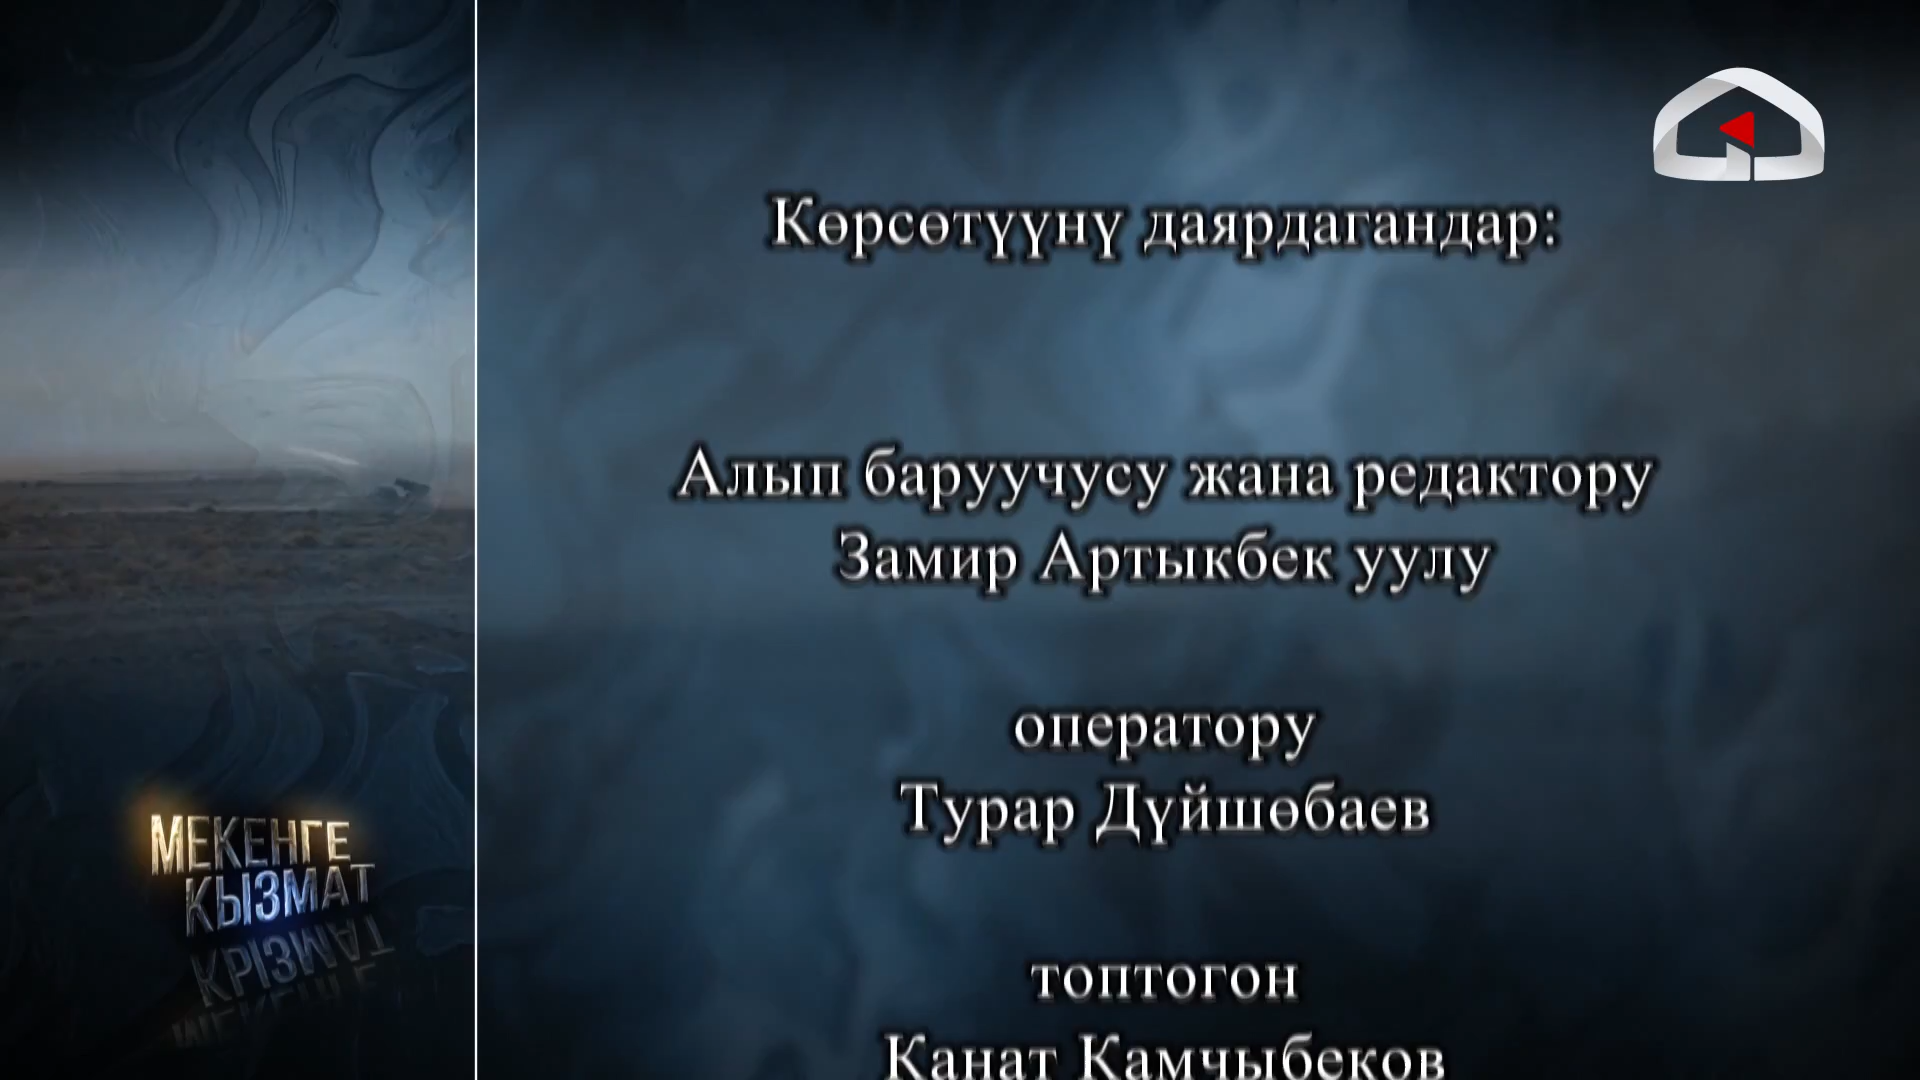 Көрсөтүүнү даярдагандар:
Алып баруучусу жана редактору
Замир Артыкбек уулу
оператору
Турар Дүйшөбаев
топтогон
Канат Камчыбеков
МЕКЕНГЕ
КЫЗМАТ